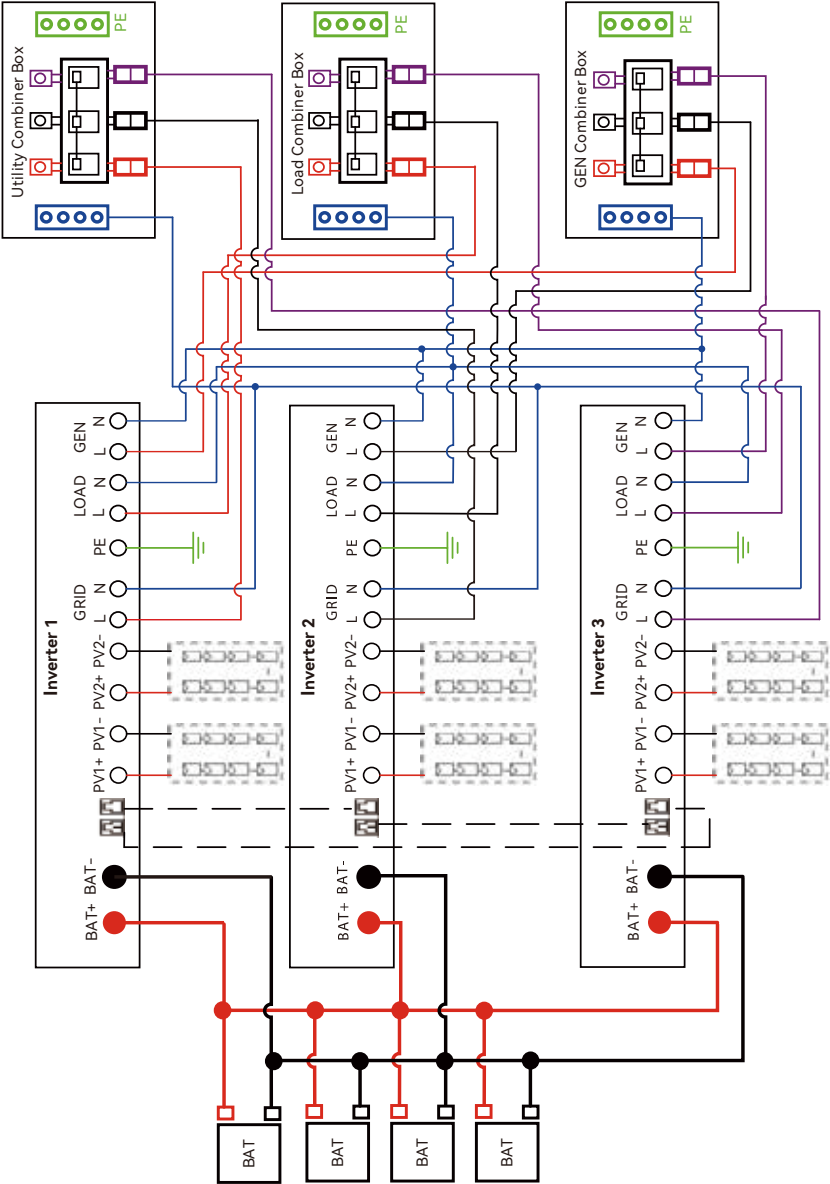 Utility Combiner Box
PE
Load Combiner Box
PE
GEN Combiner Box
PE
Inverter 1
GEN
N
L
LOAD
N
L
PE
GRID
N
L
PV2-
PV2+
PV1-
PV1+
BAT-
BAT+
Inverter 2
GEN
N
L
LOAD
N
L
PE
GRID
N
L
PV2-
PV2+
PV1-
PV1+
BAT-
BAT+
Inverter 3
GEN
N
L
LOAD
N
L
PE
GRID
N
L
PV2-
PV2+
PV1-
PV1+
BAT-
BAT+
BAT
BAT
BAT
BAT